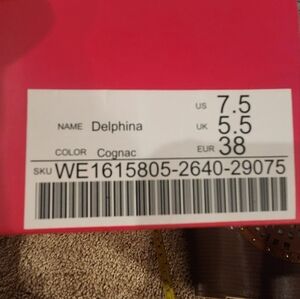 US 7.5
NAME Delphina UK 5.5
COLOR Cognac EUR 38
SKU WE1615805-2640-29075